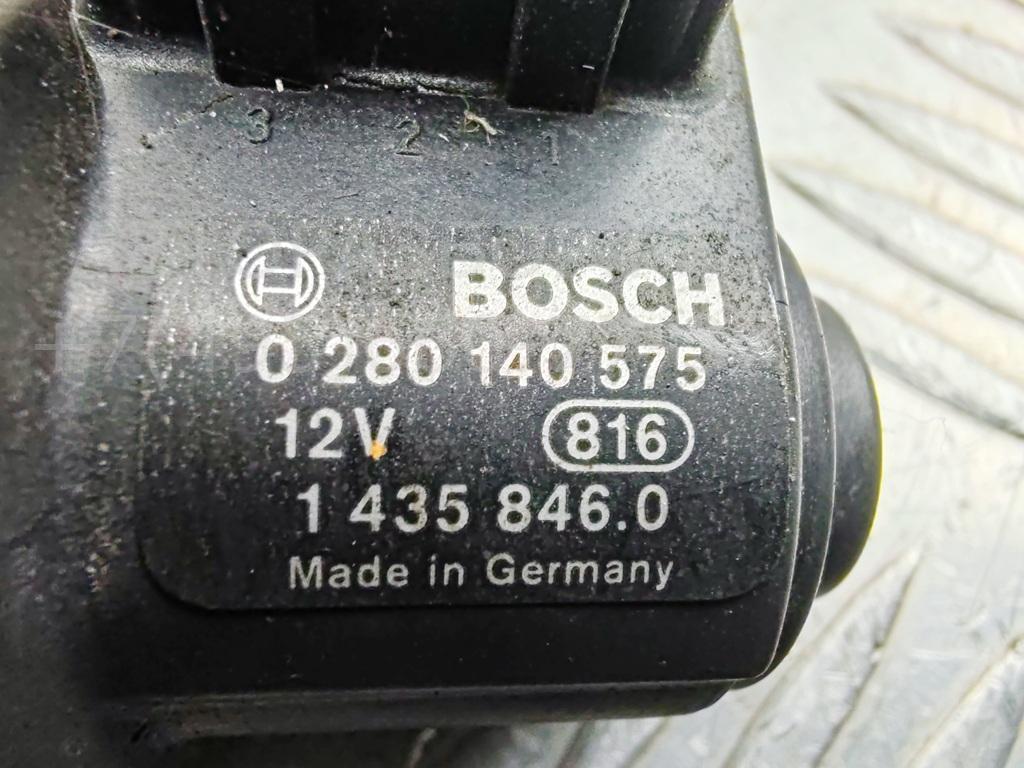 3 2 1
BOSCH
0 280 140 575
12V 816
1 435 846.0
Made in Germany